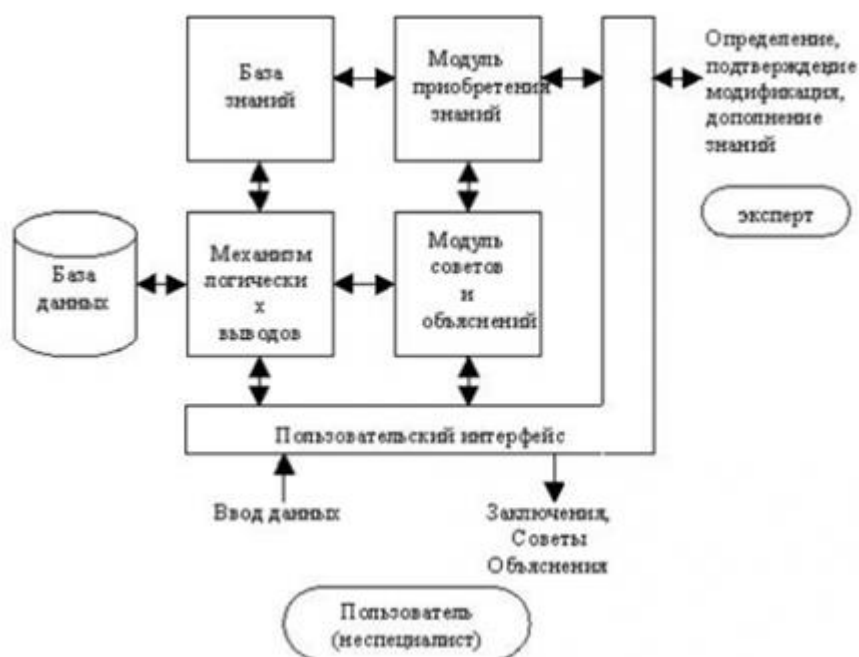 База
знаний
Модуль
приобретения
знаний
Определение,
подтверждение
модификация,
дополнение
знаний
эксперт
База
данных
Механизм
логически
х
выводов
Модуль
советов
и
объяснений
Пользовательский интерфейс
Ввод данных
Заключения,
Советы
Объяснения
Пользователь
(неспециалист)